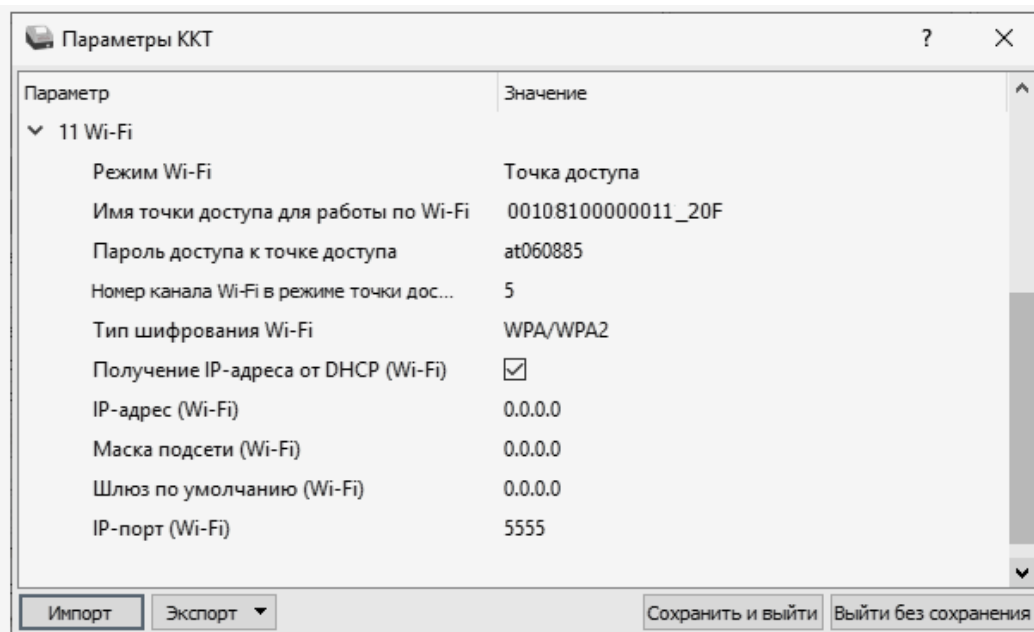 Параметры ККТ ?
Параметр Значение
11 Wi-Fi
Режим Wi-Fi Точка доступа
Имя точки доступа для работы по Wi-Fi 00108100000011_20F
Пароль доступа к точке доступа at060885
Номер канала Wi-Fi в режиме точки дос... 5
Тип шифрования Wi-Fi WPA/WPA2
Получение IP-адреса от DHCP (Wi-Fi)
IP-адрес (Wi-Fi) 0.0.0.0
Маска подсети (Wi-Fi) 0.0.0.0
Шлюз по умолчанию (Wi-Fi) 0.0.0.0
IP-порт (Wi-Fi) 5555
Импорт Экспорт Сохранить и выйти Выйти без сохранения